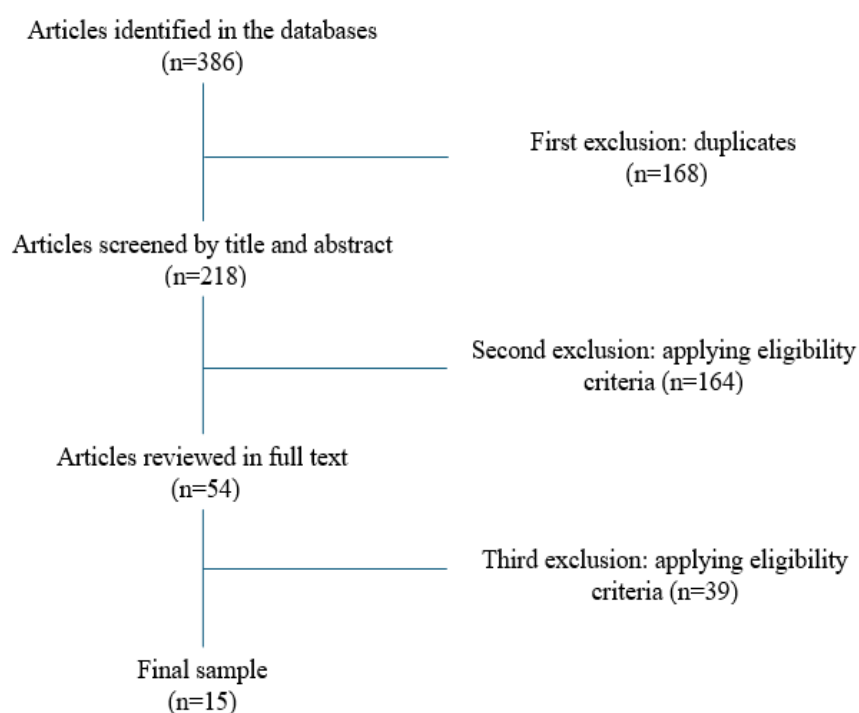 Articles identified in the databases
(n=386)
First exclusion: duplicates
(n=168)
Articles screened by title and abstract
(n=218)
Second exclusion: applying eligibility
criteria (n=164)
Articles reviewed in full text
(n=54)
Third exclusion: applying eligibility
criteria (n=39)
Final sample
(n=15)